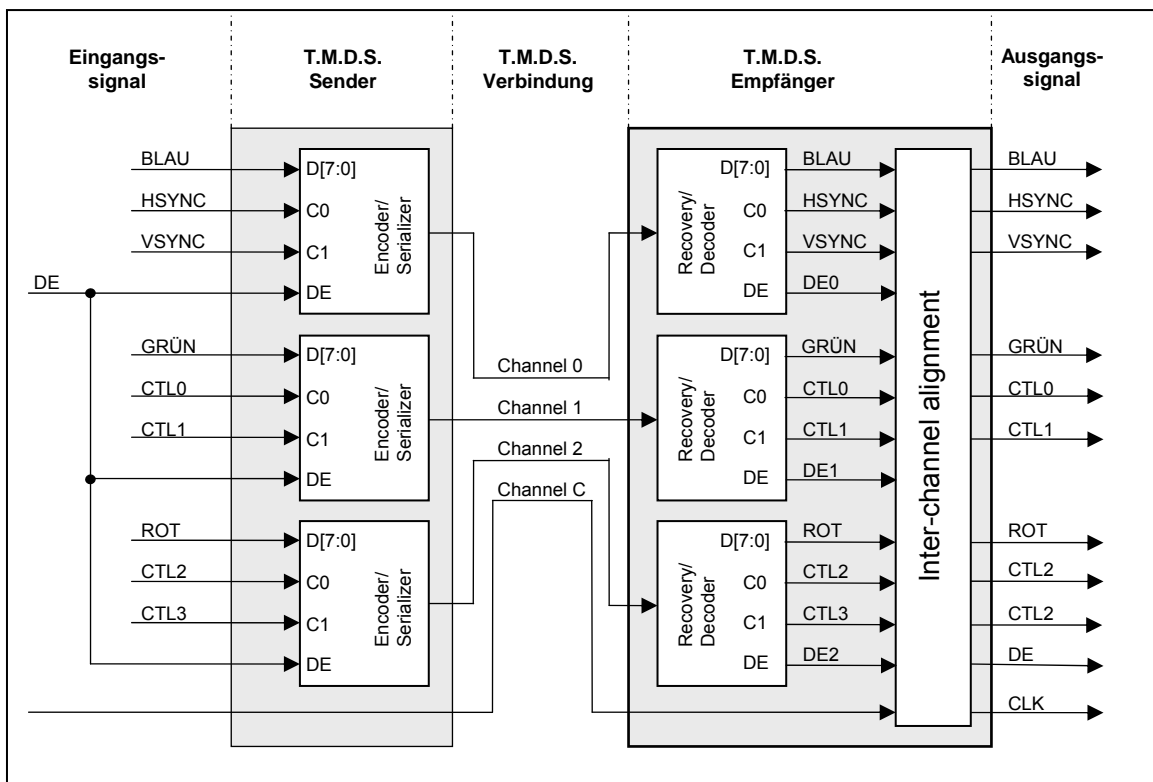 Eingangs-
signal
T.M.D.S.
Sender
T.M.D.S.
Verbindung
T.M.D.S.
Empfänger
Ausgangs-
signal
BLAU
HSYNC
VSYNC
DE
GRÜN
CTL0
CTL1
ROT
CTL2
CTL3
D[7:0]
C0
C1
DE
Encoder/
Serializer
D[7:0]
C0
C1
DE
Encoder/
Serializer
D[7:0]
C0
C1
DE
Encoder/
Serializer
Channel 0
Channel 1
Channel 2
Channel C
Recovery/
Decoder
D[7:0]
C0
C1
DE
Recovery/
Decoder
D[7:0]
C0
C1
DE
Recovery/
Decoder
D[7:0]
C0
C1
DE
BLAU
HSYNC
VSYNC
DE0
GRÜN
CTL0
CTL1
DE1
ROT
CTL2
CTL3
DE2
Inter-channel alignment
BLAU
HSYNC
VSYNC
GRÜN
CTL0
CTL1
ROT
CTL2
CTL2
DE
CLK